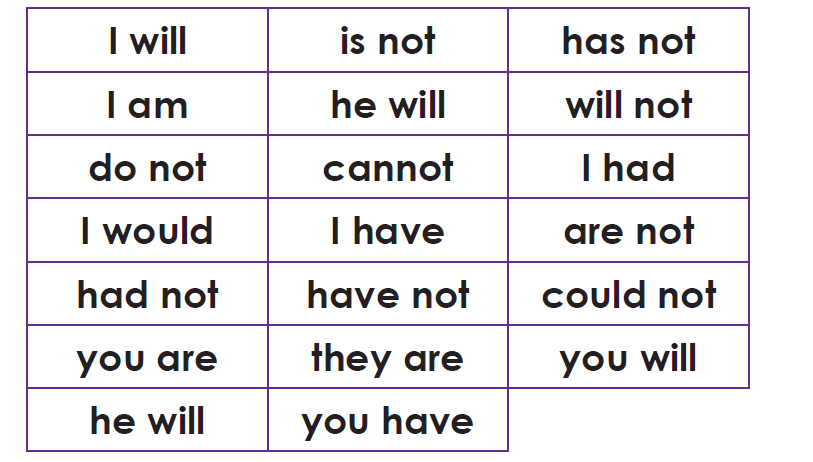 I will is not has not
I am he will will not
do not cannot I had
I would I have are not
had not have not could not
you are they are you will
he will you have